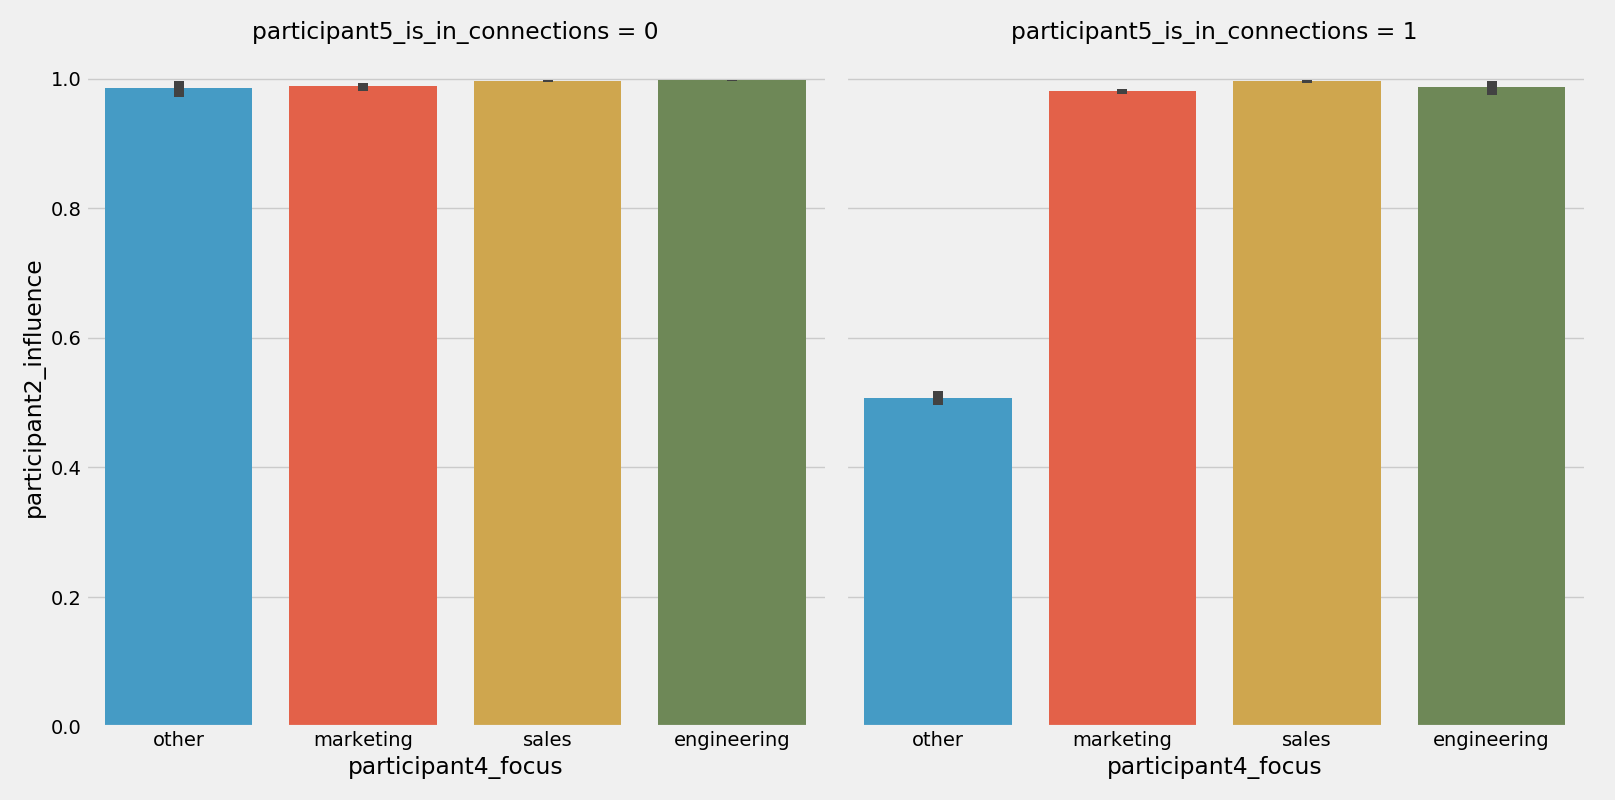 participant5_is_in_connections = 0
participant5_is_in_connections = 1
participant2_influence
1.0
0.8
0.6
0.4
0.2
0.0
other marketing sales engineering
other marketing sales engineering
participant4_focus
participant4_focus